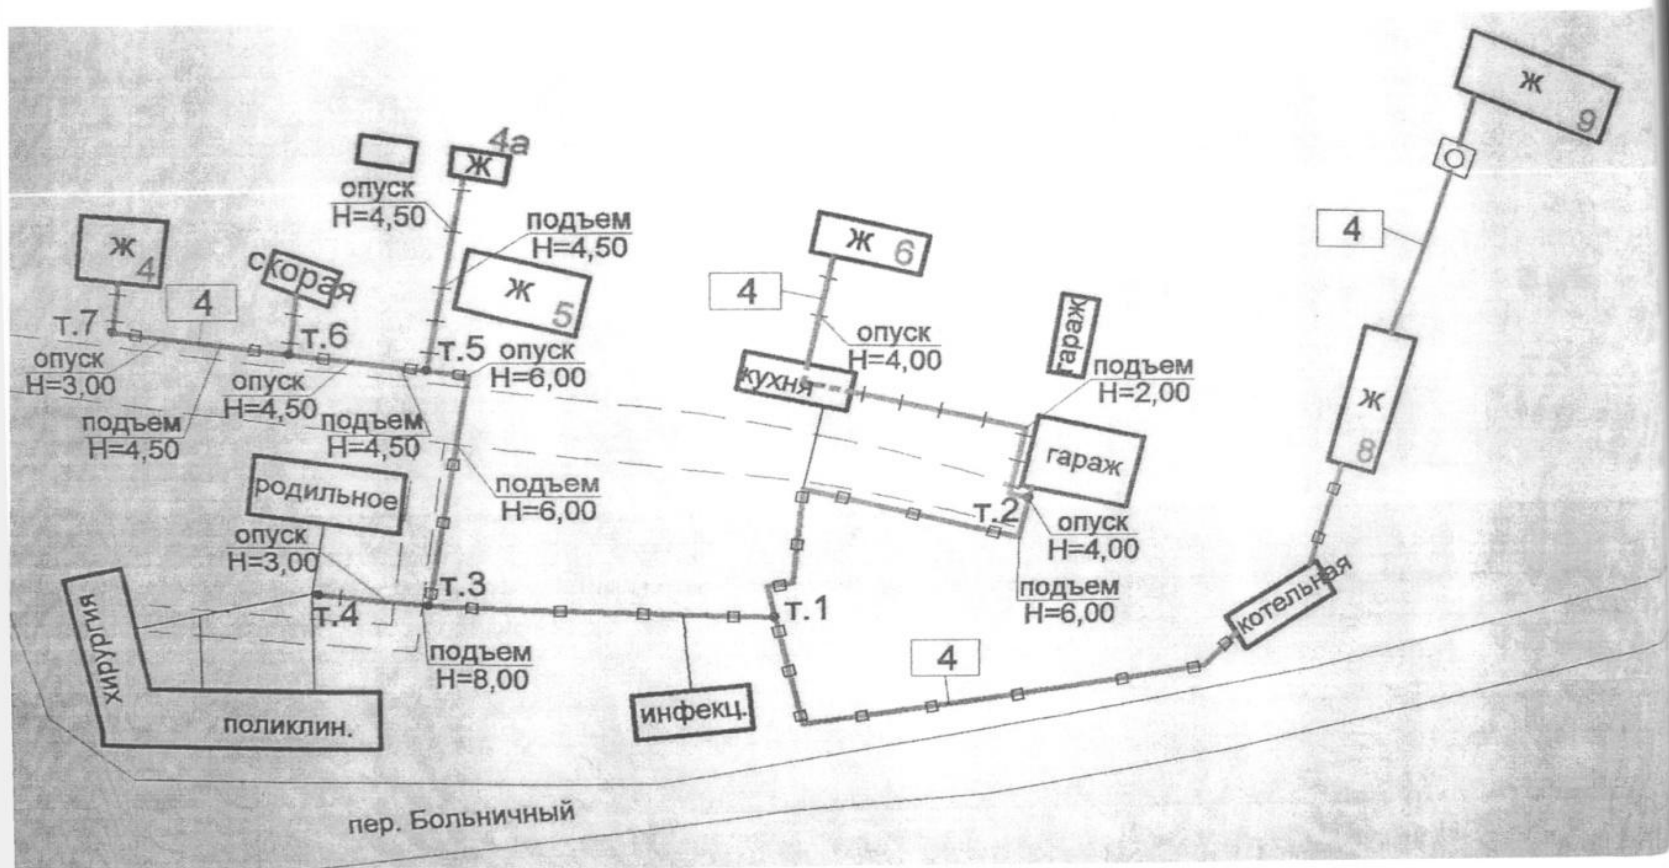 Ж
9
4а
Ж
опуск
Н=4,50
подъем
Н=4,50
4
Ж
4
скорая
Ж
5
Ж
6
4
4
т.7
т.6
т.5
опуск
Н=3,00
опуск
Н=4,50
опуск
Н=6,00
опуск
Н=4,00
гараж
подъем
Н=2,00
кухня
подъем
Н=4,50
подъем
Н=4,50
Ж
8
гараж
родильное
подъем
Н=6,00
т.2
опуск
Н=4,00
опуск
Н=3,00
т.3
т.4
т.1
подъем
Н=6,00
котельная
хирургия
подъем
Н=8,00
4
инфекц.
поликлин.
пер. Больничный